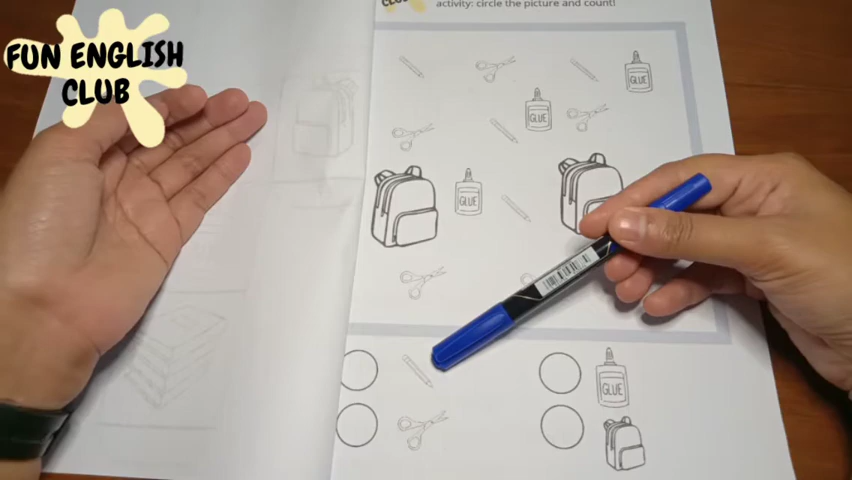 FUN ENGLISH
CLUB
activity: circle the picture and count!
GLUE
GLUE
GLUE
GLUE